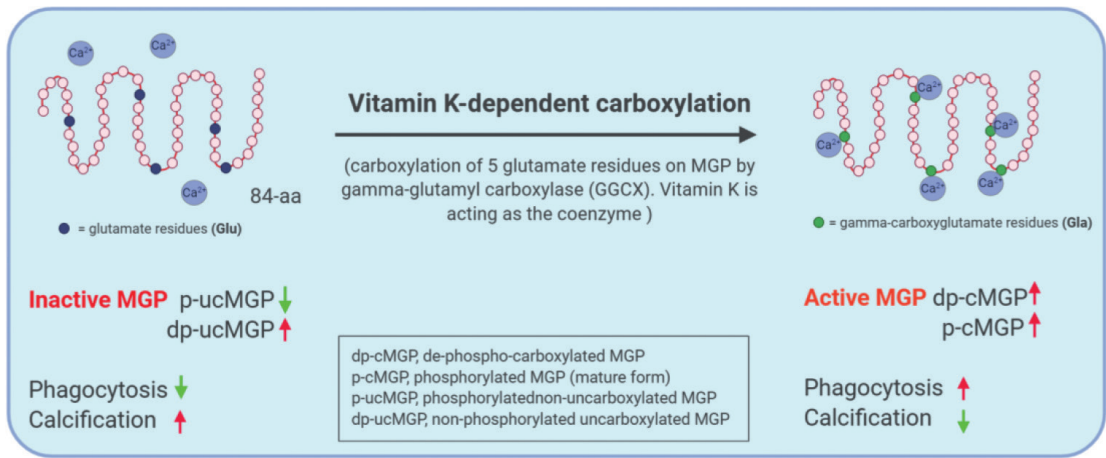 Ca²⁺
Ca²⁺
Ca²⁺
84-aa
= glutamate residues (Glu)
Vitamin K-dependent carboxylation
(carboxylation of 5 glutamate residues on MGP by
gamma-glutamyl carboxylase (GGCX). Vitamin K is
acting as the coenzyme )
Ca²⁺
Ca²⁺
Ca²⁺
Ca²⁺
Ca²⁺
= gamma-carboxyglutamate residues (Gla)
Inactive MGP p-ucMGP
dp-ucMGP
Phagocytosis
Calcification
dp-cMGP, de-phospho-carboxylated MGP
p-cMGP, phosphorylated MGP (mature form)
p-ucMGP, phosphorylatednon-uncarboxylated MGP
dp-ucMGP, non-phosphorylated uncarboxylated MGP
Active MGP dp-cMGP
p-cMGP
Phagocytosis
Calcification